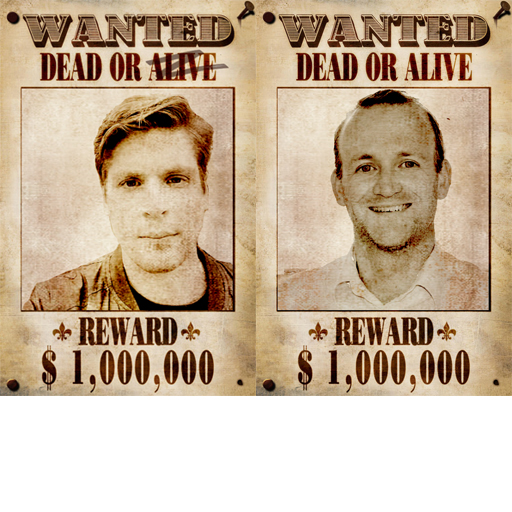 WANTED
DEAD OR ALIVE
REWARD
$ 1,000,000
WANTED
DEAD OR ALIVE
REWARD
$ 1,000,000